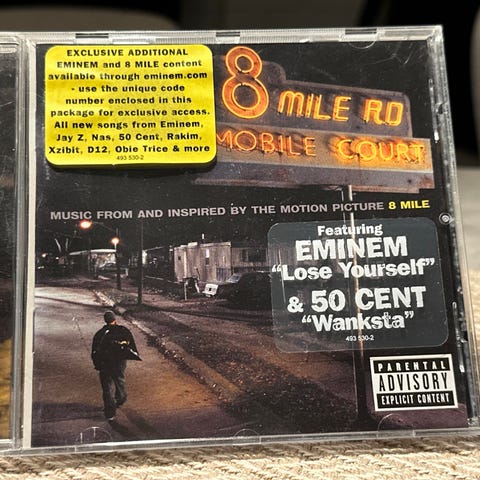 EXCLUSIVE ADDITIONAL
EMINEM and 8 MILE content
available through eminem.com
- use the unique code
number enclosed in this
package for exclusive access.
All new songs from Eminem,
Jay Z, Nas, 50 Cent, Rakim,
Xzibit, D12, Obie Trice & more
493 530-2
8 MILE RD
MOBILE COURT
MUSIC FROM AND INSPIRED BY THE MOTION PICTURE 8 MILE
Featuring
EMINEM
"Lose Yourself"
& 50 CENT
"Wanksta"
493 530-2
PARENTAL
ADVISORY
EXPLICIT CONTENT